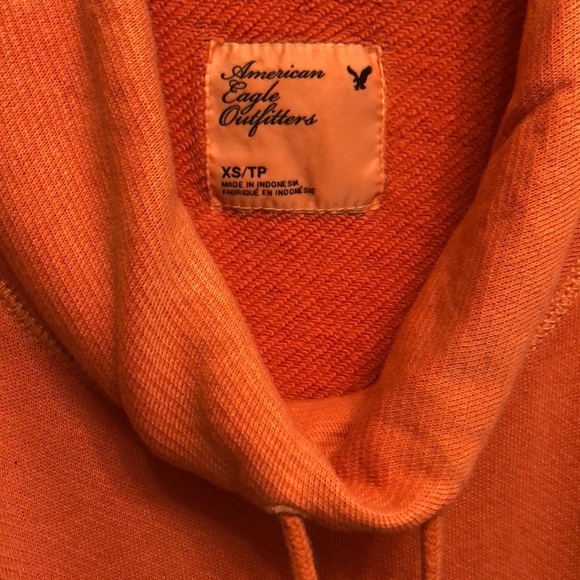 American
Eagle
Outfitters
XS/TP
MADE IN INDONESIA
FABRIQUÉ EN INDONÉSIE